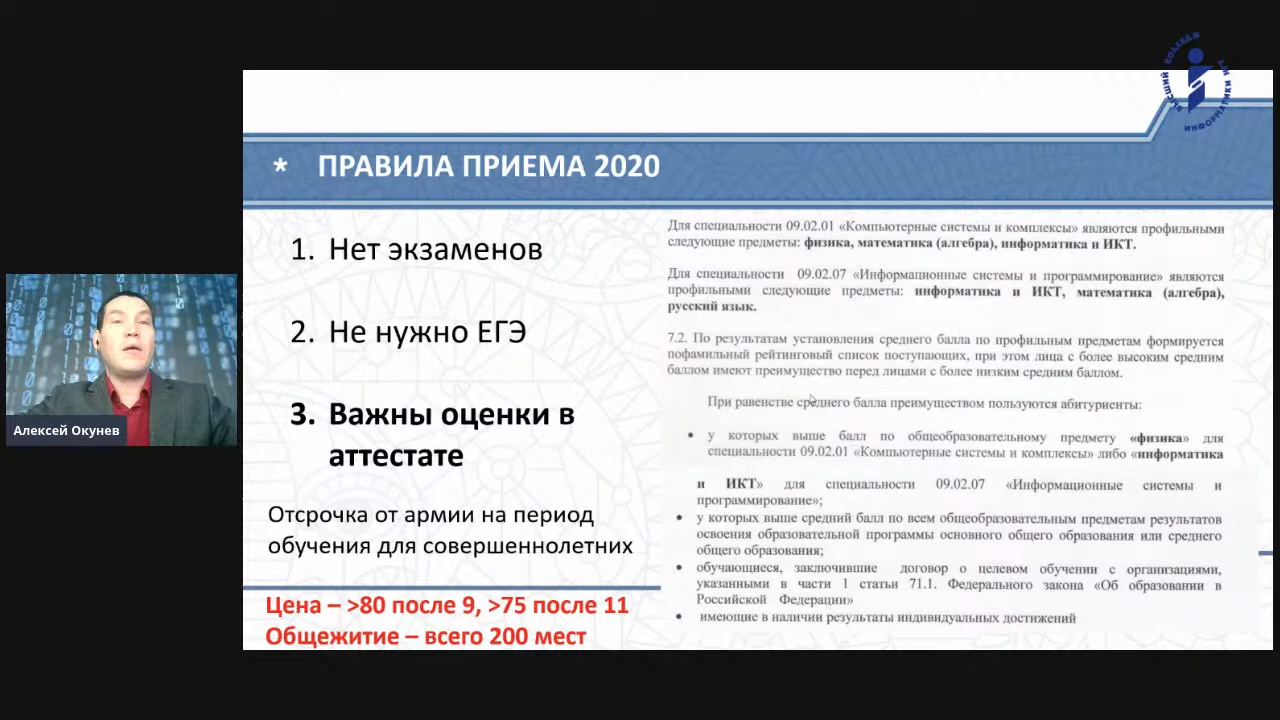 ВЫСШИЙ КОЛЛЕДЖ ИНФОРМАТИКИ НГУ
* ПРАВИЛА ПРИЕМА 2020
1. Нет экзаменов
2. Не нужно ЕГЭ
3. Важны оценки в
аттестате
Отсрочка от армии на период
обучения для совершеннолетних
Цена – >80 после 9, >75 после 11
Общежитие – всего 200 мест
Для специальности 09.02.01 «Компьютерные системы и комплексы» являются профильными
следующие предметы: физика, математика (алгебра), информатика и ИКТ.
Для специальности 09.02.07 «Информационные системы и программирование» являются
профильными следующие предметы: информатика и ИКТ, математика (алгебра),
русский язык.
7.2. По результатам установления среднего балла по профильным предметам формируется
пофамильный рейтинговый список поступающих, при этом лица с более высоким средним
баллом имеют преимущество перед лицами с более низким средним баллом.
При равенстве среднего балла преимуществом пользуются абитуриенты:
• у которых выше балл по общеобразовательному предмету «физика» для
специальности 09.02.01 «Компьютерные системы и комплексы» либо «информатика
и ИКТ» для специальности 09.02.07 «Информационные системы и
программирование»;
• у которых выше средний балл по всем общеобразовательным предметам результатов
освоения образовательной программы основного общего образования или среднего
общего образования;
• обучающиеся, заключившие договор о целевом обучении с организациями,
указанными в части 1 статьи 71.1. Федерального закона «Об образовании в
Российской Федерации»
• имеющие в наличии результаты индивидуальных достижений
Алексей Окунев